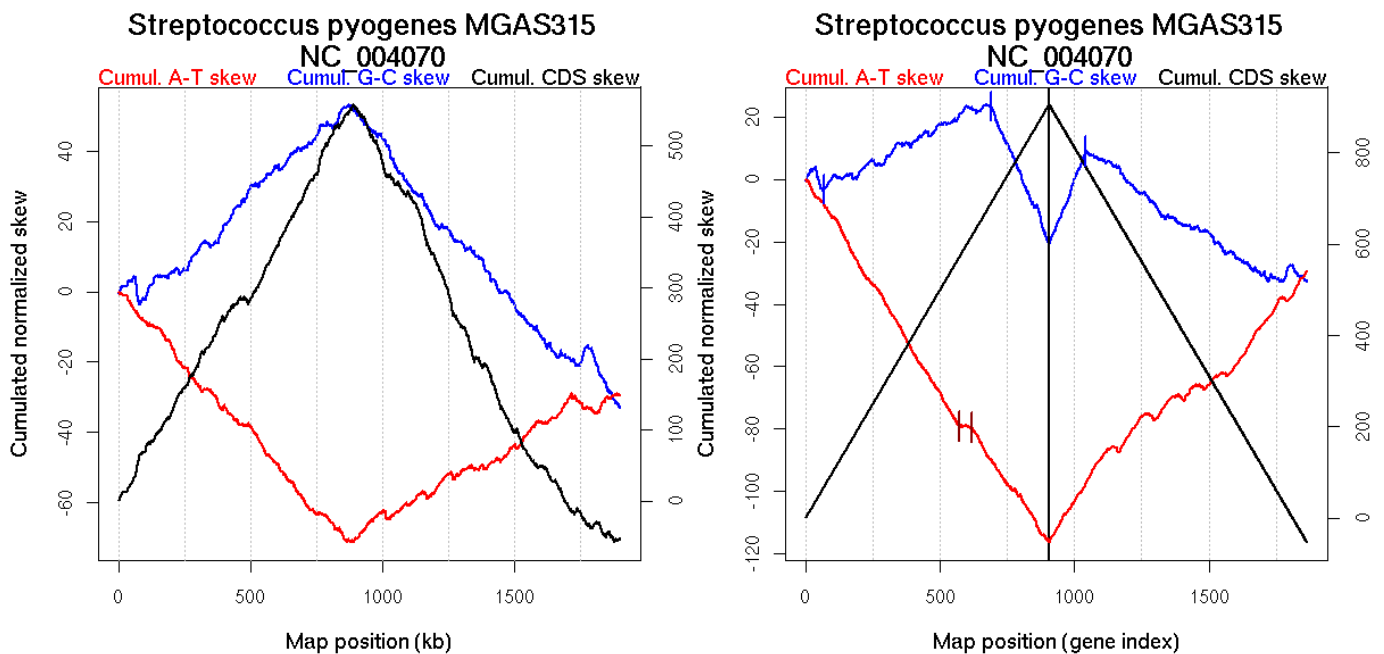 Streptococcus pyogenes MGAS315
NC_004070
Cumul. A-T skew Cumul. G-C skew Cumul. CDS skew
Cumulated normalized skew
40
20
0
-20
-40
-60
500
400
300
200
100
0
0 500 1000 1500
Map position (kb)
Streptococcus pyogenes MGAS315
NC_004070
Cumul. A-T skew Cumul. G-C skew Cumul. CDS skew
Cumulated normalized skew
20
0
-20
-40
-60
-80
-100
-120
800
600
400
200
0
0 500 1000 1500
Map position (gene index)